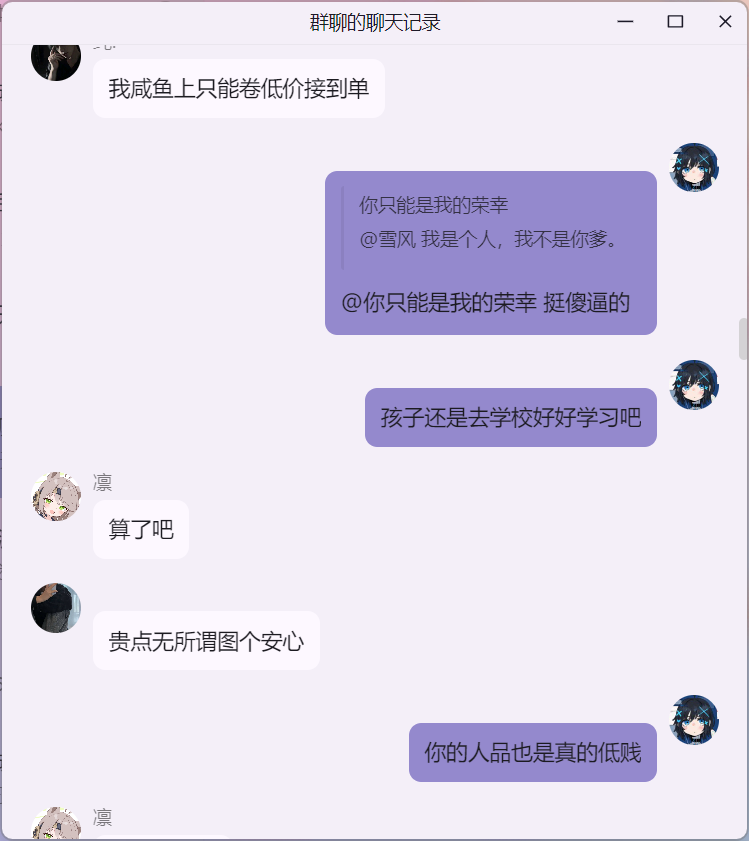 群聊的聊天记录
我咸鱼上只能卷低价接到单
你只能是我的荣幸
@雪风 我是个人，我不是你爹。
@你只能是我的荣幸 挺傻逼的
孩子还是去学校好好学习吧
凛
算了吧
贵点无所谓图个安心
你的人品也是真的低贱
凛